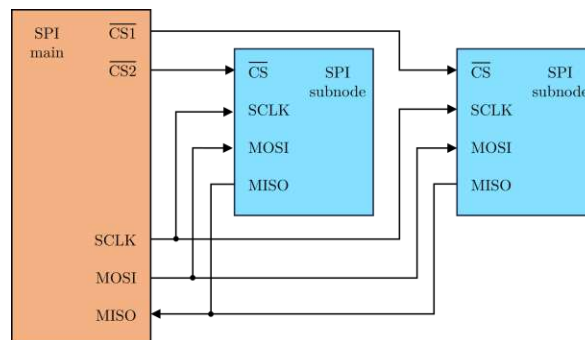 SPI
main
CS1
CS2
SCLK
MOSI
MISO
CS
SPI
subnode
SCLK
MOSI
MISO
CS
SPI
subnode
SCLK
MOSI
MISO